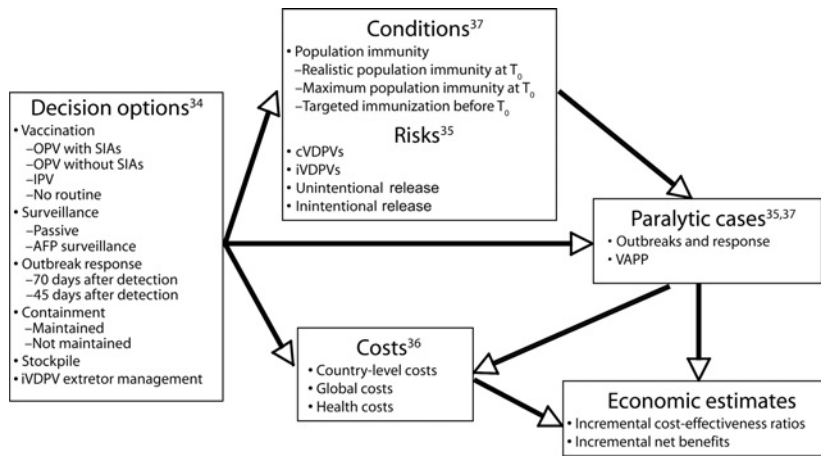 Decision options34
• Vaccination
–OPV with SIAs
–OPV without SIAs
–IPV
–No routine
• Surveillance
–Passive
–AFP surveillance
• Outbreak response
–70 days after detection
–45 days after detection
• Containment
–Maintained
–Not maintained
• Stockpile
• iVDPV extretor management
Conditions37
• Population immunity
–Realistic population immunity at T0
–Maximum population immunity at T0
–Targeted immunization before T0
Risks35
• cVDPVs
• iVDPVs
• Unintentional release
• Inintentional release
Paralytic cases35,37
• Outbreaks and response
• VAPP
Costs36
• Country-level costs
• Global costs
• Health costs
Economic estimates
• Incremental cost-effectiveness ratios
• Incremental net benefits